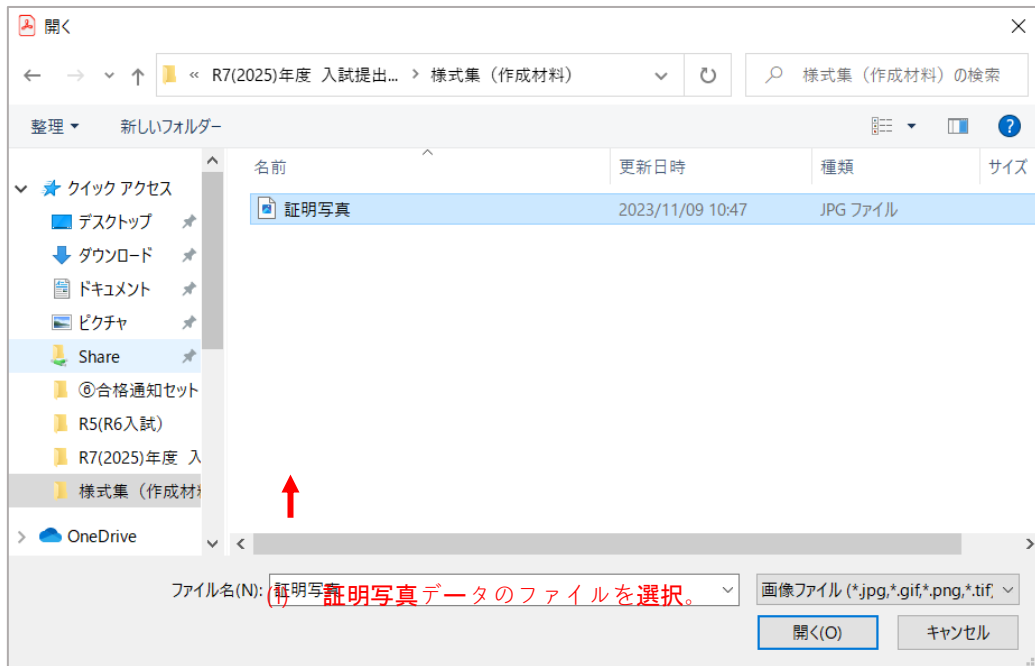 開く
« R7(2025)年度 入試提出... › 様式集（作成材料）
様式集（作成材料）の検索
整理 新しいフォルダー
名前 更新日時 種類 サイズ
クイック アクセス
デスクトップ
ダウンロード
ドキュメント
ピクチャ
Share
⑥合格通知セット
R5(R6入試）
R7(2025)年度 入
様式集（作成材
OneDrive
証明写真 2023/11/09 10:47 JPG ファイル
ファイル名(N): 証明写真
証明写真データのファイルを選択。
画像ファイル (*.jpg,*.gif,*.png,*.tif,
開く(O) キャンセル